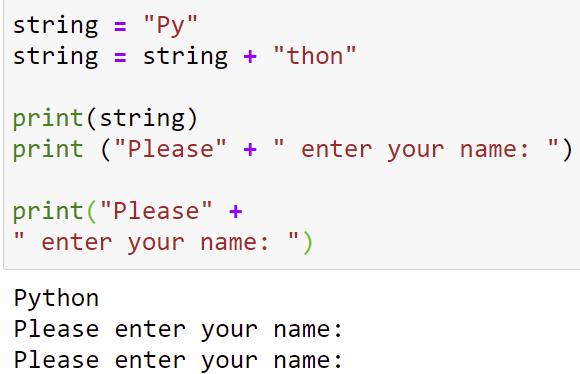 string = "Py"
string = string + "thon"
print(string)
print ("Please" + " enter your name: ")
print("Please" +
" enter your name: ")
Python
Please enter your name:
Please enter your name: